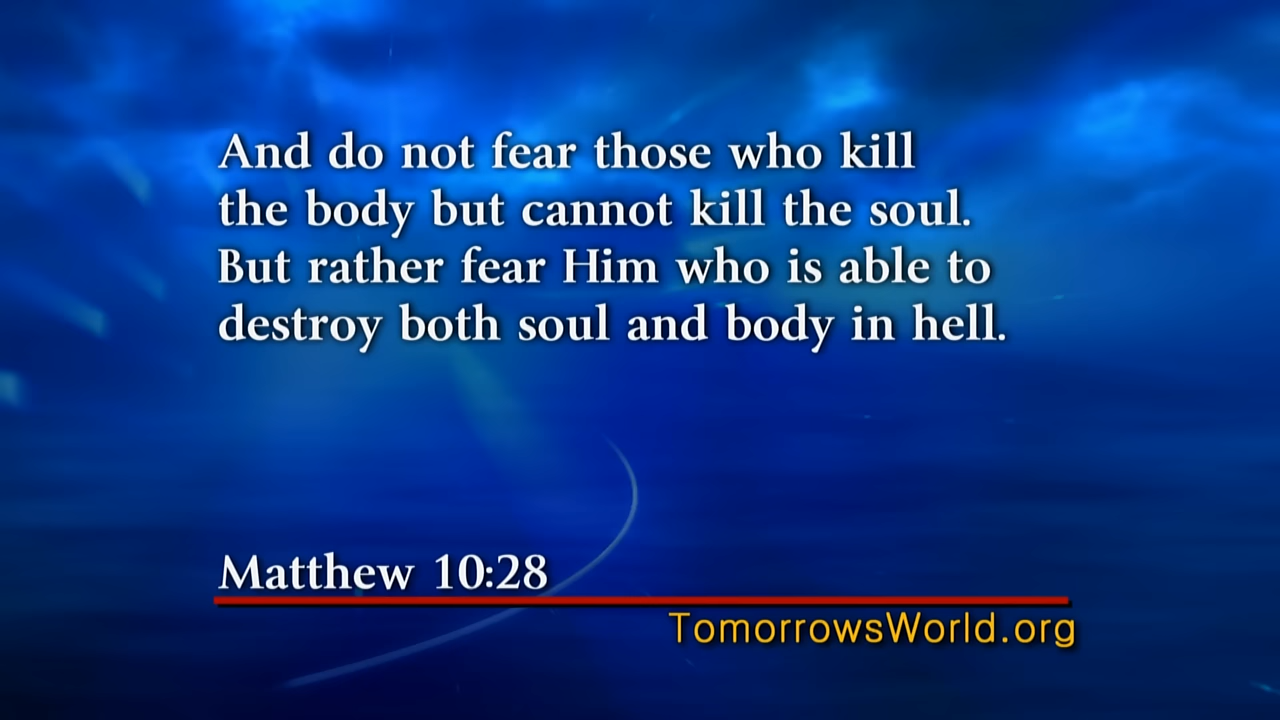 And do not fear those who kill
the body but cannot kill the soul.
But rather fear Him who is able to
destroy both soul and body in hell.
Matthew 10:28
TomorrowsWorld.org